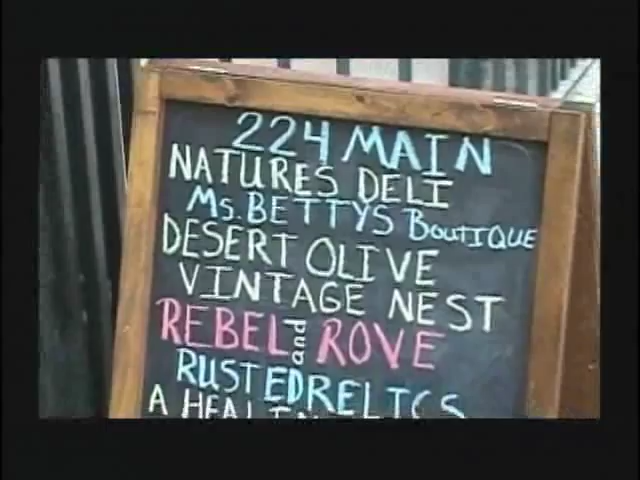 224 MAIN
NATURES DELI
Ms. BETTYS BOUTIQUE
DESERT OLIVE
VINTAGE NEST
REBEL and ROVE
RUSTEDRELICS
A